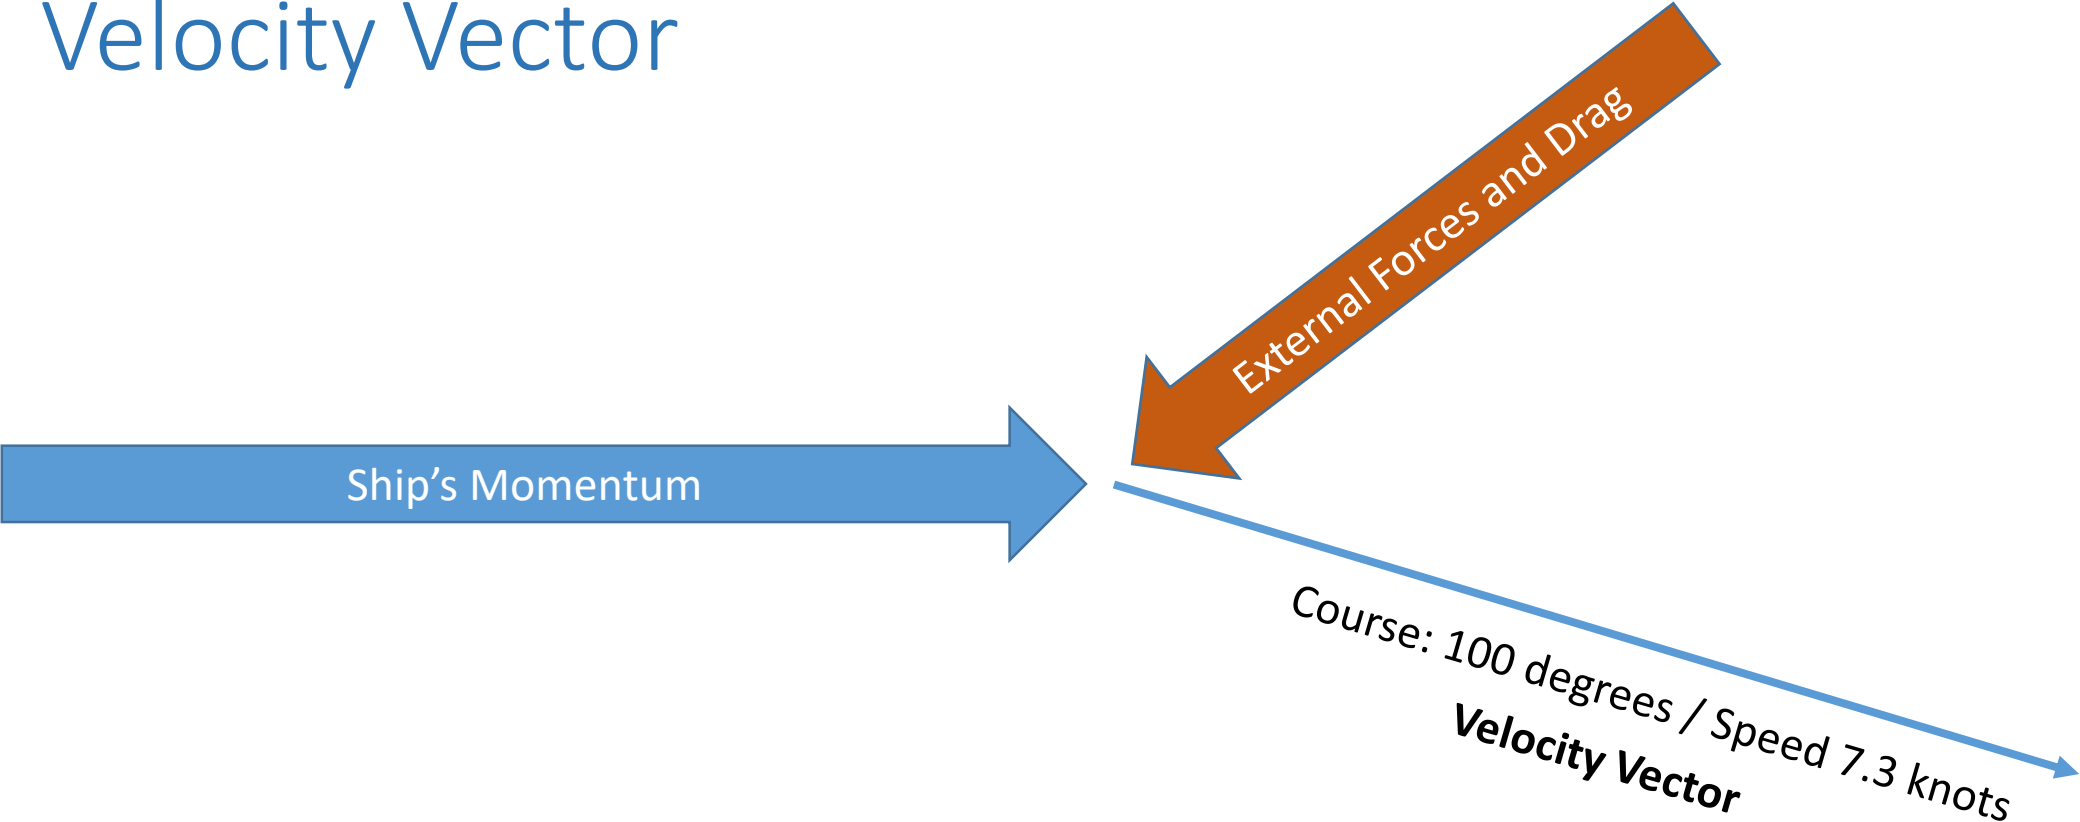 Velocity Vector
External Forces and Drag
Ship’s Momentum
Course: 100 degrees / Speed 7.3 knots
Velocity Vector